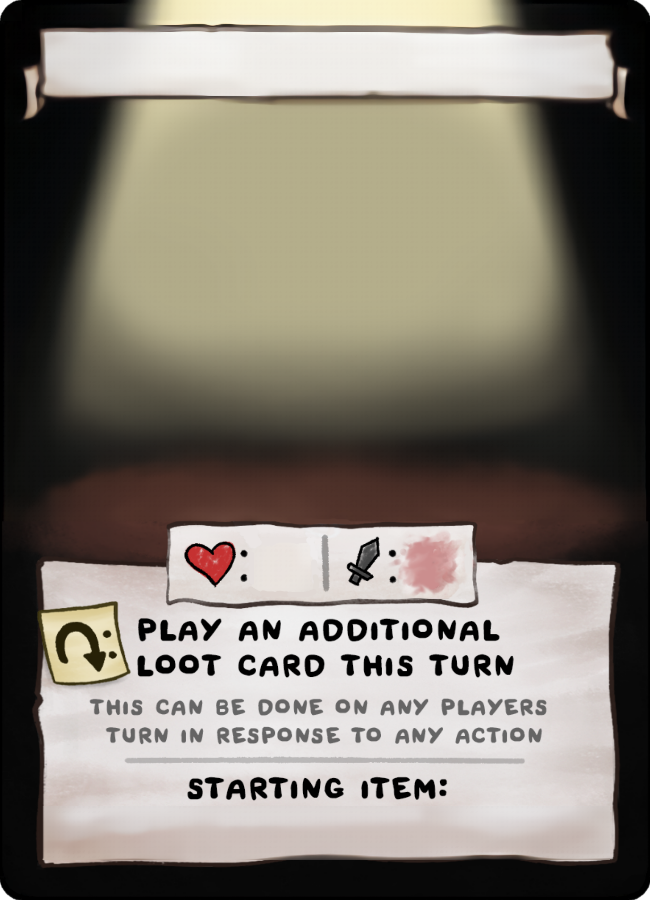 :
:
:
PLAY AN ADDITIONAL
LOOT CARD THIS TURN
THIS CAN BE DONE ON ANY PLAYERS
TURN IN RESPONSE TO ANY ACTION
STARTING ITEM: